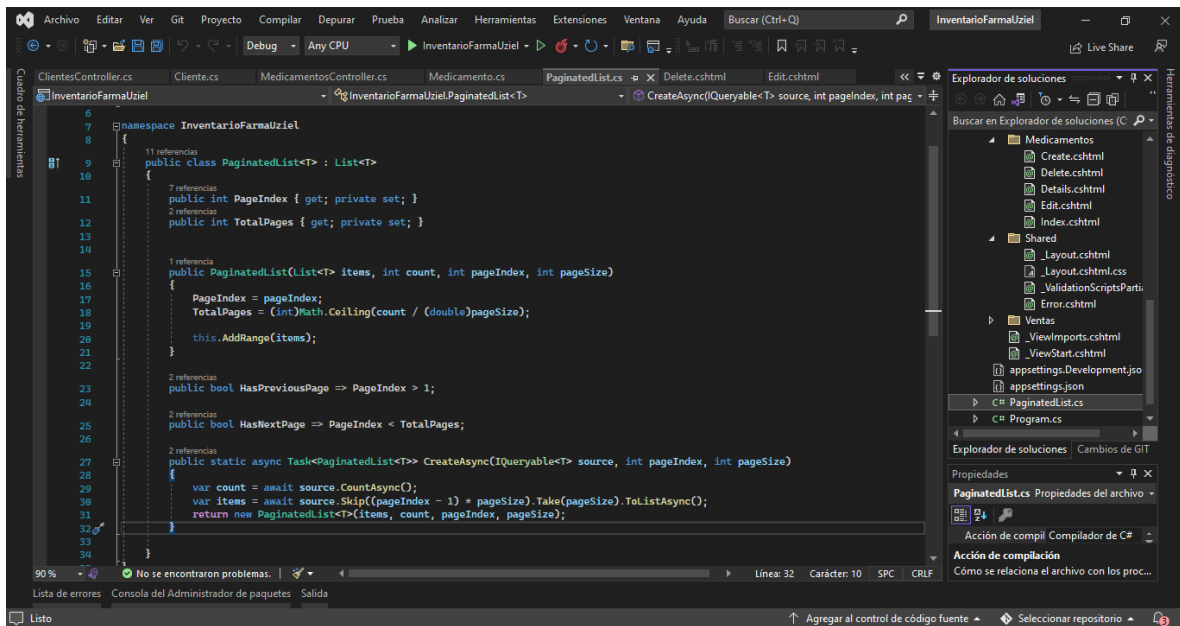 Archivo Editar Ver Git Proyecto Compilar Depurar Prueba Analizar Herramientas Extensiones Ventana Ayuda Buscar (Ctrl+Q) InventarioFarmaUziel
Debug Any CPU InventarioFarmaUziel Live Share
Cuadro de herramientas
ClientesController.cs Cliente.cs MedicamentosController.cs Medicamento.cs PaginatedList.cs Delete.cshtml Edit.cshtml
InventarioFarmaUziel InventarioFarmaUziel.PaginatedList<T> CreateAsync(IQueryable<T> source, int pageIndex, int pag
6
7 namespace InventarioFarmaUziel
8 {
11 referencias
9 public class PaginatedList<T> : List<T>
10 {
7 referencias
11 public int PageIndex { get; private set; }
2 referencias
12 public int TotalPages { get; private set; }
13
14
1 referencia
15 public PaginatedList(List<T> items, int count, int pageIndex, int pageSize)
16 {
17 PageIndex = pageIndex;
18 TotalPages = (int)Math.Ceiling(count / (double)pageSize);
19
20 this.AddRange(items);
21 }
22
2 referencias
23 public bool HasPreviousPage => PageIndex > 1;
24
2 referencias
25 public bool HasNextPage => PageIndex < TotalPages;
26
2 referencias
27 public static async Task<PaginatedList<T>> CreateAsync(IQueryable<T> source, int pageIndex, int pageSize)
28 {
29 var count = await source.CountAsync();
30 var items = await source.Skip((pageIndex - 1) * pageSize).Take(pageSize).ToListAsync();
31 return new PaginatedList<T>(items, count, pageIndex, pageSize);
32 }
33
34 }
90 % No se encontraron problemas. Línea: 32 Carácter: 10 SPC CRLF
Lista de errores Consola del Administrador de paquetes Salida
Explorador de soluciones
Buscar en Explorador de soluciones (C
Medicamentos
Create.cshtml
Delete.cshtml
Details.cshtml
Edit.cshtml
Index.cshtml
Shared
_Layout.cshtml
_Layout.cshtml.css
_ValidationScriptsParti
Error.cshtml
Ventas
_ViewImports.cshtml
_ViewStart.cshtml
appsettings.Development.jso
appsettings.json
C# PaginatedList.cs
C# Program.cs
Explorador de soluciones Cambios de GIT
Propiedades
PaginatedList.cs Propiedades del archivo
Acción de compil Compilador de C#
Acción de compilación
Cómo se relaciona el archivo con los proc...
Herramientas de diagnóstico
Listo Agregar al control de código fuente Seleccionar repositorio 3